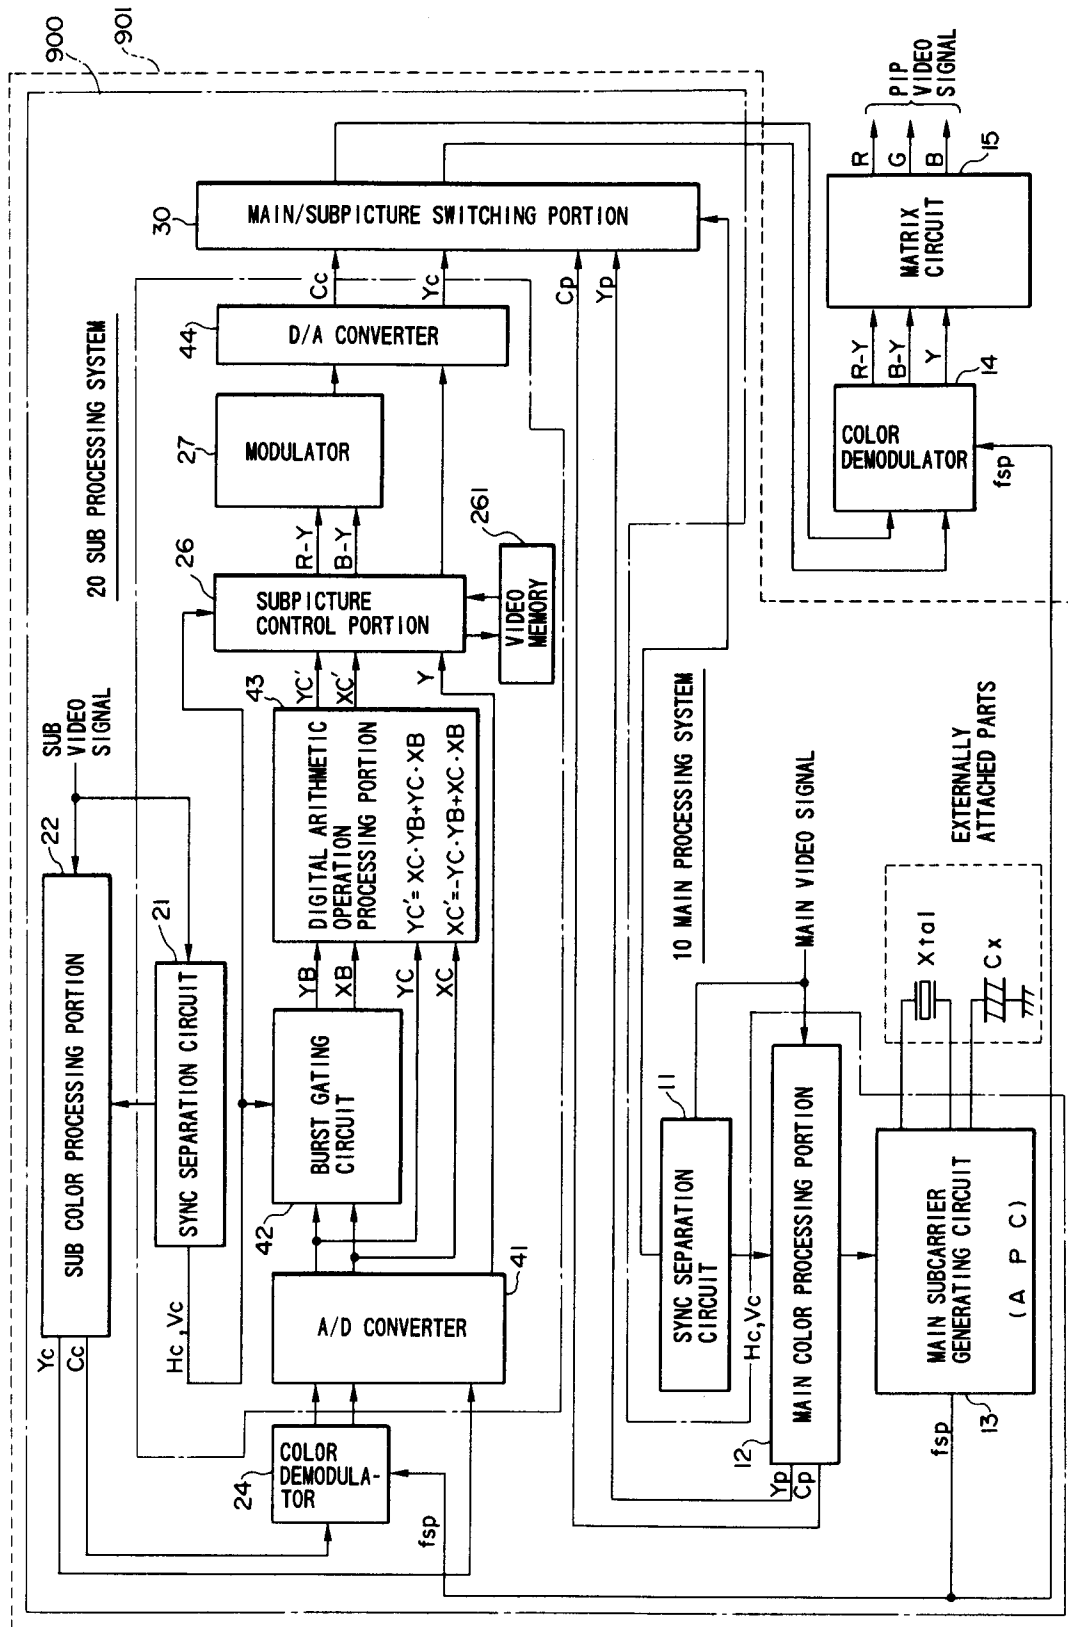 900
901
20 SUB PROCESSING SYSTEM
SUB
VIDEO
SIGNAL
22
SUB COLOR PROCESSING PORTION
Yc
Cc
21
SYNC SEPARATION CIRCUIT
Hc,Vc
24
COLOR
DEMODULA-
TOR
fsp
41
A/D CONVERTER
42
BURST GATING
CIRCUIT
YB
XB
YC
XC
43
DIGITAL ARITHMETIC
OPERATION
PROCESSING PORTION
YC'=XC·YB+YC·XB
XC'=-YC·YB+XC·XB
YC'
XC'
Y
26
SUBPICTURE
CONTROL PORTION
261
VIDEO
MEMORY
R-Y
B-Y
27
MODULATOR
44
D/A CONVERTER
Cc
Yc
30
MAIN/SUBPICTURE SWITCHING PORTION
Cp
Yp
10 MAIN PROCESSING SYSTEM
MAIN VIDEO SIGNAL
11
SYNC SEPARATION
CIRCUIT
Hc,Vc
12
MAIN COLOR PROCESSING PORTION
Yp
Cp
13
MAIN SUBCARRIER
GENERATING CIRCUIT
(A P C)
fsp
EXTERNALLY
ATTACHED PARTS
Xtal
Cx
14
COLOR
DEMODULATOR
fsp
R-Y
B-Y
Y
15
MATRIX
CIRCUIT
R
G
B
PIP
VIDEO
SIGNAL